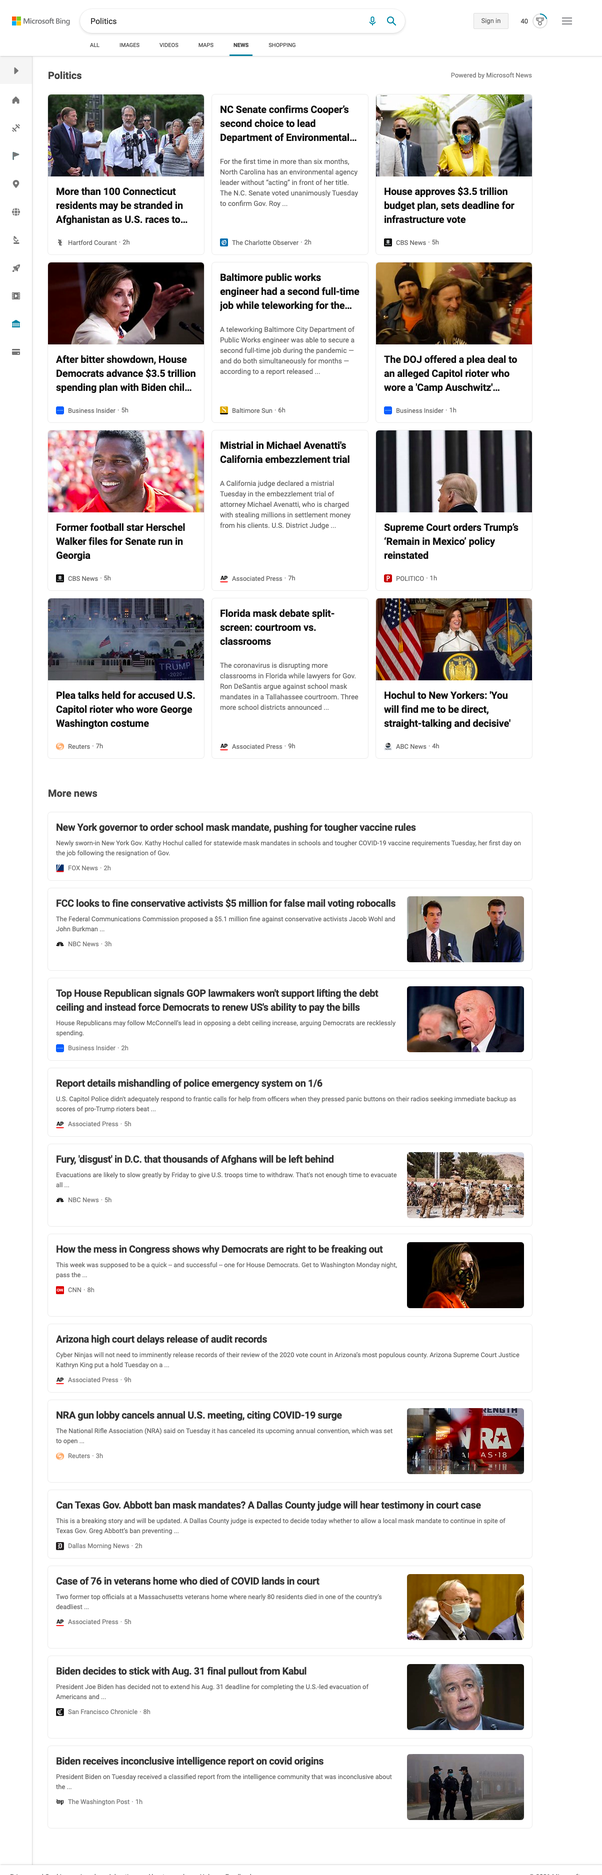 Microsoft Bing
Politics
Sign in
40
ALL IMAGES VIDEOS MAPS NEWS SHOPPING
Politics
Powered by Microsoft News
More than 100 Connecticut
residents may be stranded in
Afghanistan as U.S. races to...
Hartford Courant · 2h
NC Senate confirms Cooper's
second choice to lead
Department of Environmental...
For the first time in more than six months,
North Carolina has an environmental agency
leader without "acting" in front of her title.
The N.C. Senate voted unanimously Tuesday
to confirm Gov. Roy ...
The Charlotte Observer · 2h
House approves $3.5 trillion
budget plan, sets deadline for
infrastructure vote
CBS News · 5h
After bitter showdown, House
Democrats advance $3.5 trillion
spending plan with Biden chil...
Business Insider · 5h
Baltimore public works
engineer had a second full-time
job while teleworking for the...
A teleworking Baltimore City Department of
Public Works engineer was able to secure a
second full-time job during the pandemic —
and do both simultaneously for months —
according to a report released ...
Baltimore Sun · 6h
The DOJ offered a plea deal to
an alleged Capitol rioter who
wore a 'Camp Auschwitz'...
Business Insider · 1h
Former football star Herschel
Walker files for Senate run in
Georgia
CBS News · 5h
Mistrial in Michael Avenatti's
California embezzlement trial
A California judge declared a mistrial
Tuesday in the embezzlement trial of
attorney Michael Avenatti, who is charged
with stealing millions in settlement money
from his clients. U.S. District Judge ...
AP Associated Press · 7h
Supreme Court orders Trump's
'Remain in Mexico' policy
reinstated
POLITICO · 1h
TRUMP
Plea talks held for accused U.S.
Capitol rioter who wore George
Washington costume
Reuters · 7h
Florida mask debate split-
screen: courtroom vs.
classrooms
The coronavirus is disrupting more
classrooms in Florida while lawyers for Gov.
Ron DeSantis argue against school mask
mandates in a Tallahassee courtroom. Three
more school districts announced ...
AP Associated Press · 9h
Hochul to New Yorkers: 'You
will find me to be direct,
straight-talking and decisive'
ABC News · 4h
More news
New York governor to order school mask mandate, pushing for tougher vaccine rules
Newly sworn-in New York Gov. Kathy Hochul called for statewide mask mandates in schools and tougher COVID-19 vaccine requirements Tuesday, her first day on
the job following the resignation of Gov.
FOX News · 2h
FCC looks to fine conservative activists $5 million for false mail voting robocalls
The Federal Communications Commission proposed a $5.1 million fine against conservative activists Jacob Wohl and
John Burkman ...
NBC News · 3h
Top House Republican signals GOP lawmakers won't support lifting the debt
ceiling and instead force Democrats to renew US's ability to pay the bills
House Republicans may follow McConnell's lead in opposing a debt ceiling increase, arguing Democrats are recklessly
spending.
Business Insider · 2h
Report details mishandling of police emergency system on 1/6
U.S. Capitol Police didn't adequately respond to frantic calls for help from officers when they pressed panic buttons on their radios seeking immediate backup as
scores of pro-Trump rioters beat ...
AP Associated Press · 5h
Fury, 'disgust' in D.C. that thousands of Afghans will be left behind
Evacuations are likely to slow greatly by Friday to give U.S. troops time to withdraw. That's not enough time to evacuate
all ...
NBC News · 5h
How the mess in Congress shows why Democrats are right to be freaking out
This week was supposed to be a quick – and successful – one for House Democrats. Get to Washington Monday night,
pass the ...
CNN · 8h
Arizona high court delays release of audit records
Cyber Ninjas will not need to imminently release records of their review of the 2020 vote count in Arizona's most populous county. Arizona Supreme Court Justice
Kathryn King put a hold Tuesday on a ...
AP Associated Press · 9h
NRA gun lobby cancels annual U.S. meeting, citing COVID-19 surge
The National Rifle Association (NRA) said on Tuesday it has canceled its upcoming annual convention, which was set
to open ...
Reuters · 3h
Can Texas Gov. Abbott ban mask mandates? A Dallas County judge will hear testimony in court case
This is a breaking story and will be updated. A Dallas County judge is expected to decide today whether to allow a local mask mandate to continue in spite of
Texas Gov. Greg Abbott's ban preventing ...
Dallas Morning News · 2h
Case of 76 in veterans home who died of COVID lands in court
Two former top officials at a Massachusetts veterans home where nearly 80 residents died in one of the country's
deadliest ...
AP Associated Press · 5h
Biden decides to stick with Aug. 31 final pullout from Kabul
President Joe Biden has decided not to extend his Aug. 31 deadline for completing the U.S.-led evacuation of
Americans and ...
San Francisco Chronicle · 8h
Biden receives inconclusive intelligence report on covid origins
President Biden on Tuesday received a classified report from the intelligence community that was inconclusive about
the ...
The Washington Post · 1h